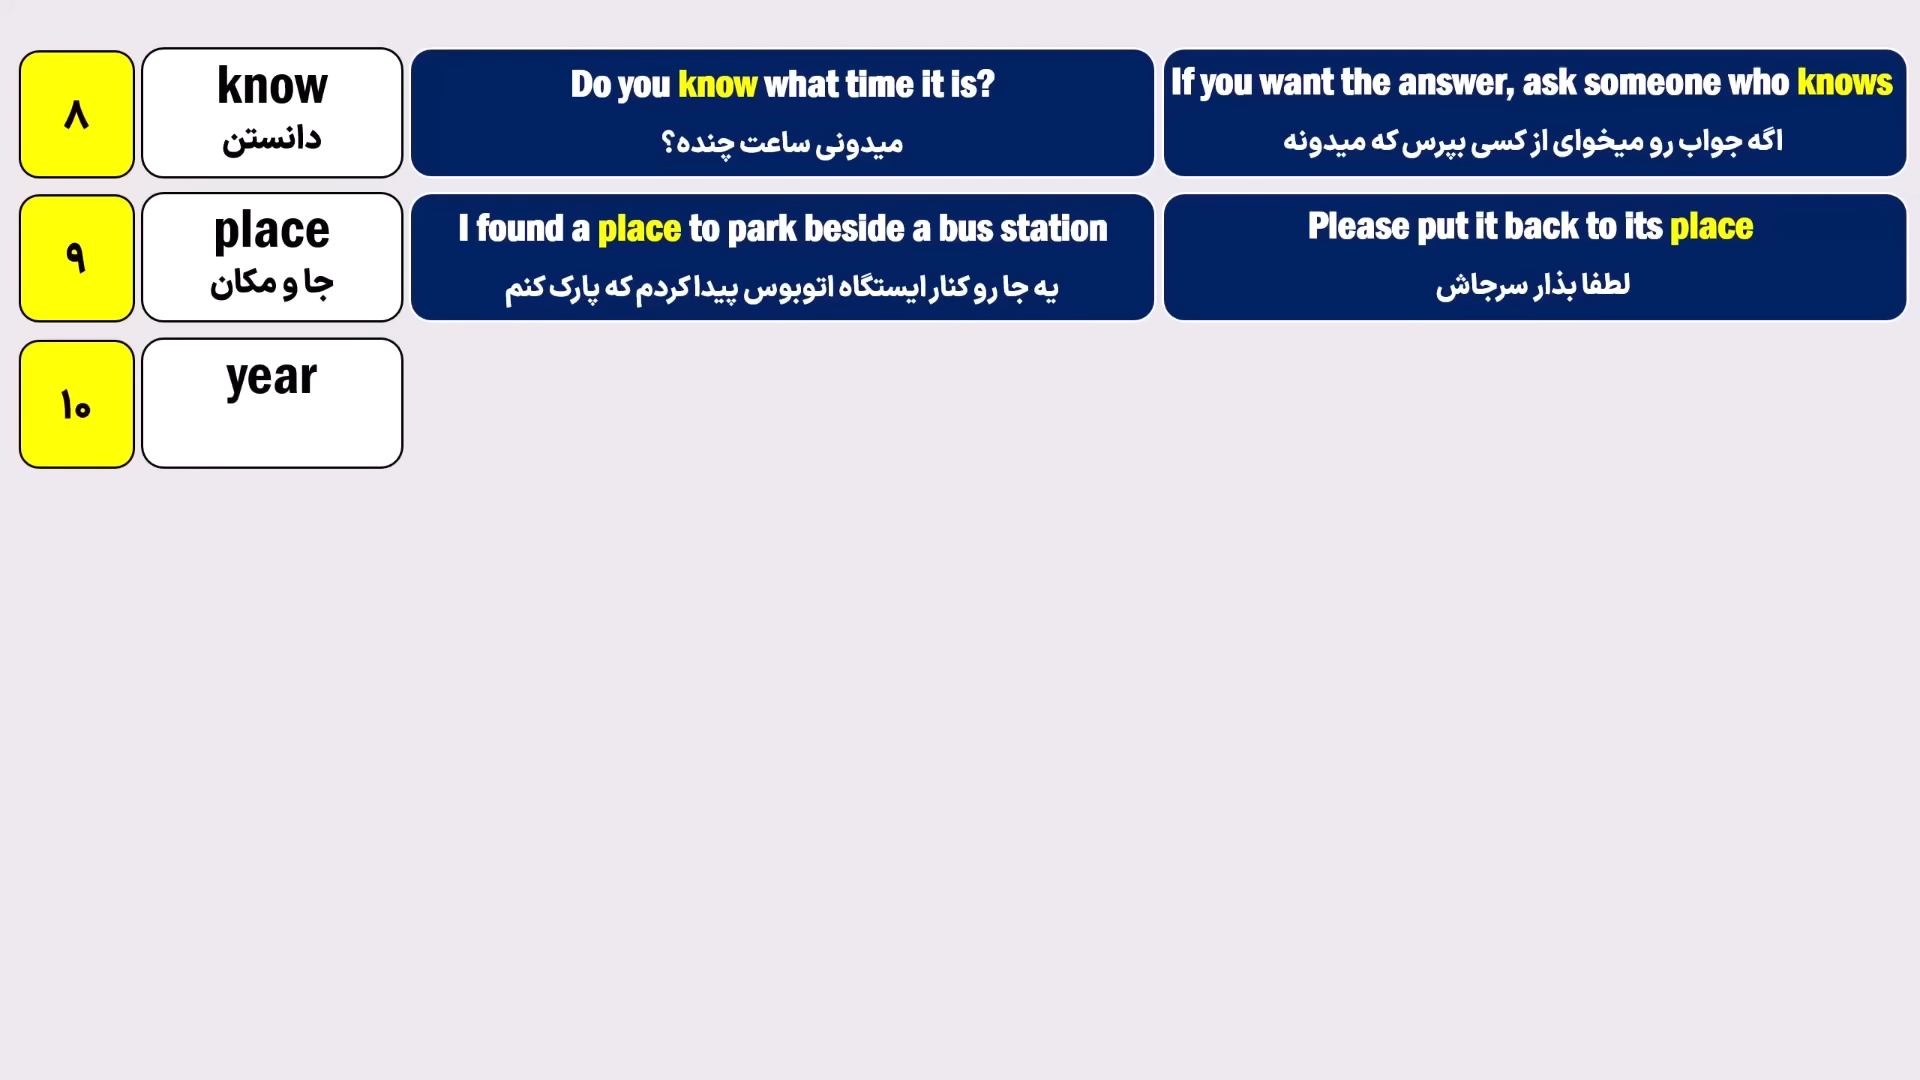 ۸
know
دانستن
Do you know what time it is?
میدونی ساعت چنده؟
If you want the answer, ask someone who knows
اگه جواب رو میخوای از کسی بپرس که میدونه
۹
place
جا و مکان
I found a place to park beside a bus station
یه جا رو کنار ایستگاه اتوبوس پیدا کردم که پارک کنم
Please put it back to its place
لطفا بذار سرجاش
۱۰
year